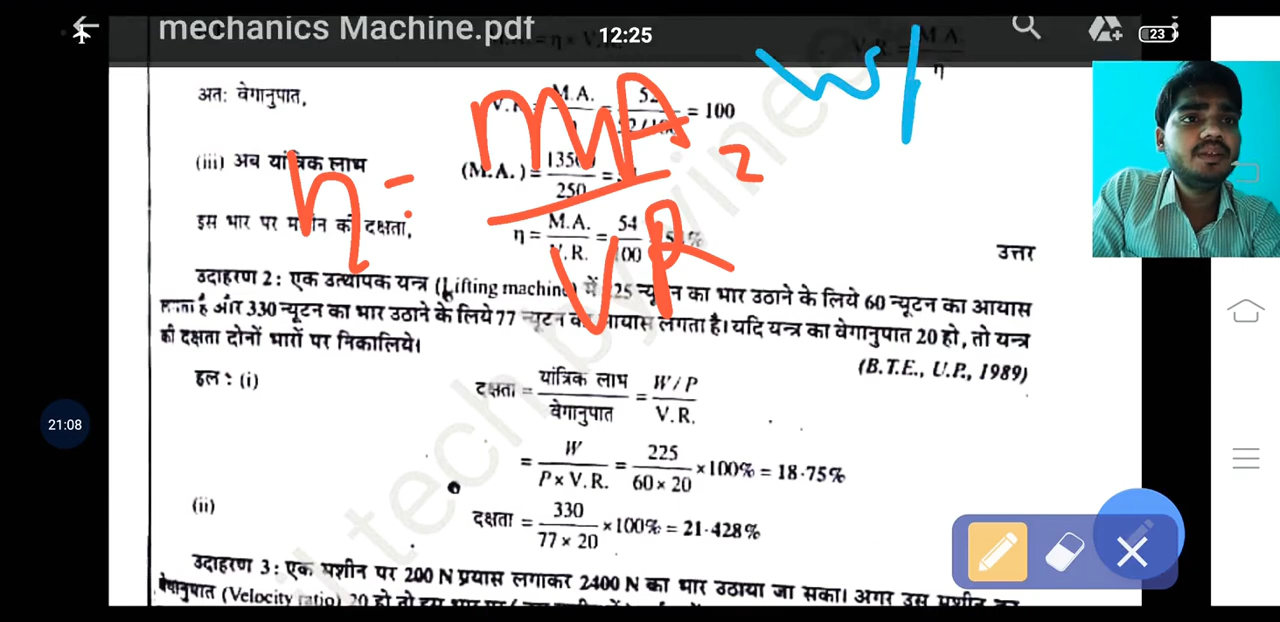 mechanics Machine.pdf
12:25
23
M.A.
V.R. =
η
W/
अतः वेगानुपात,
M.A.
= 100
(iii) अब यांत्रिक लाभ
(M.A.) =
250
MA
η = =
VR
इस भार पर मशीन की दक्षता,
η = M.A. / V.R. = 54
उत्तर
उदाहरण 2 : एक उत्थापक यन्त्र (Lifting machine) में 225 न्यूटन का भार उठाने के लिये 60 न्यूटन का आयास
लगता है और 330 न्यूटन का भार उठाने के लिये 77 न्यूटन का आयास लगता है। यदि यन्त्र का वेगानुपात 20 हो, तो यन्त्र
की दक्षता दोनों भारों पर निकालिये।
(B.T.E., U.P., 1989)
हल : (i)
दक्षता = यांत्रिक लाभ / वेगानुपात = W / P / V.R.
= W / P × V.R. = 225 / 60 × 20 ×100% = 18·75%
(ii)
दक्षता = 330 / 77 × 20 ×100% = 21·428%
उदाहरण 3 : एक मशीन पर 200 N प्रयास लगाकर 2400 N का भार उठाया जा सका। अगर उस मशीन का
वेगानुपात (Velocity ratio) 20 हो तो इस भार पर
21:08